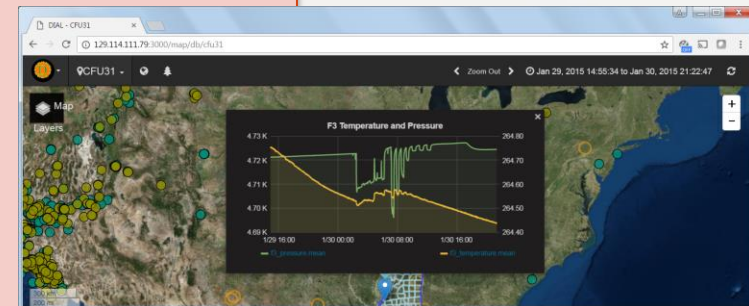 DIAL - CFU31
129.114.111.79:3000/map/db/cfu31
CFU31
Zoom Out
Jan 29, 2015 14:55:34 to Jan 30, 2015 21:22:47
Map
Layers
+
-
F3 Temperature and Pressure
4.73 K
4.72 K
4.71 K
4.70 K
4.69 K
264.80
264.70
264.60
264.50
264.40
1/29 16:00
1/30 00:00
1/30 08:00
1/30 16:00
f3_pressure.mean
f3_temperature.mean
300 km